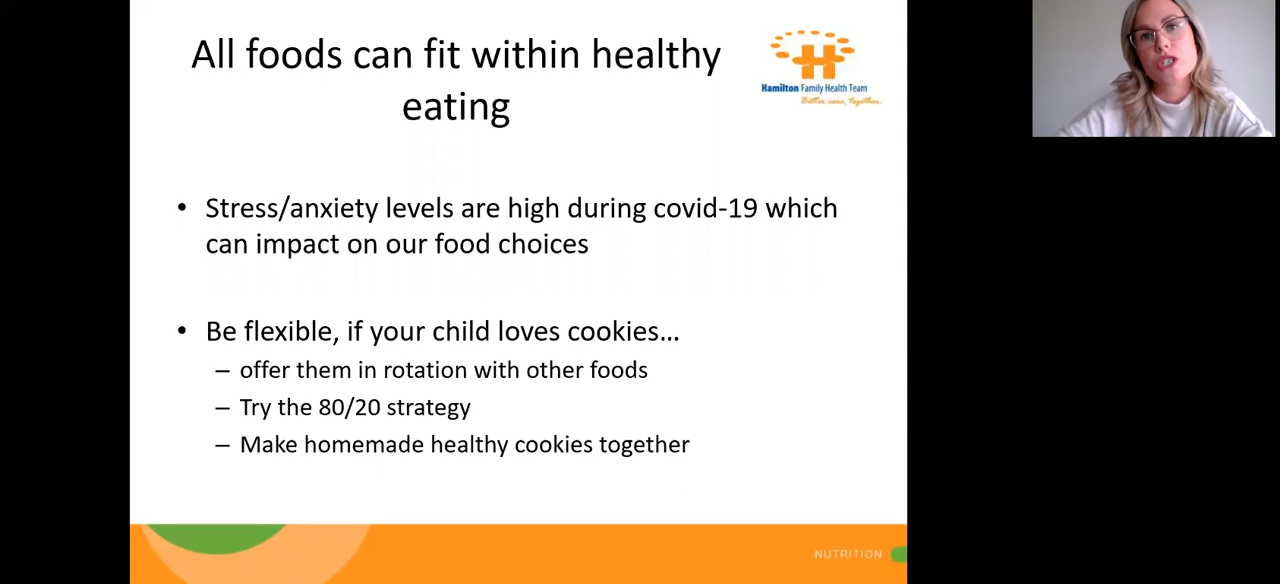 All foods can fit within healthy
eating
Hamilton Family Health Team
Better care, together.
• Stress/anxiety levels are high during covid-19 which
can impact on our food choices
• Be flexible, if your child loves cookies...
– offer them in rotation with other foods
– Try the 80/20 strategy
– Make homemade healthy cookies together
NUTRITION